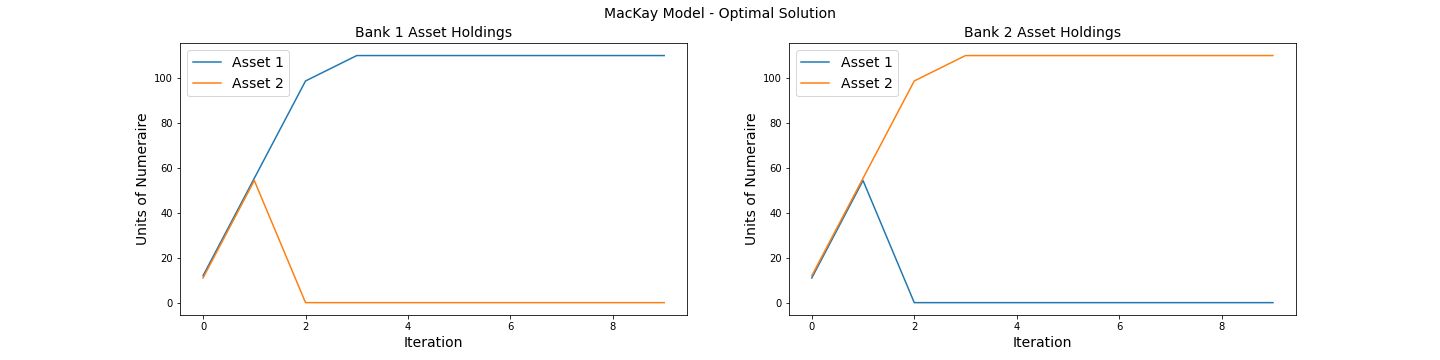 MacKay Model - Optimal Solution
Bank 1 Asset Holdings
Asset 1
Asset 2
100
80
60
40
20
0
Units of Numeraire
0 2 4 6 8
Iteration
Bank 2 Asset Holdings
Asset 1
Asset 2
100
80
60
40
20
0
Units of Numeraire
0 2 4 6 8
Iteration